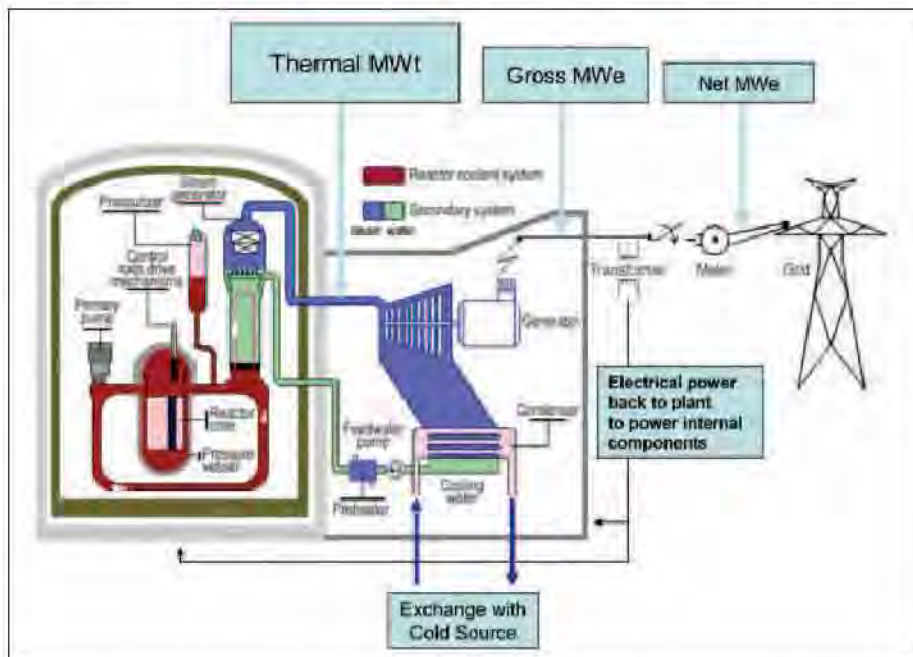 Thermal MWt
Gross MWe
Net MWe
Reactor coolant system
Secondary system
water
Steam
generator
Pressurizer
Control
rods drive
mechanisms
Primary
pump
Reactor
core
Pressure
vessel
Transformer
Meter
Grid
Generator
Condenser
Feedwater
pump
Cooling
water
Preheater
Electrical power
back to plant
to power internal
components
Exchange with
Cold Source